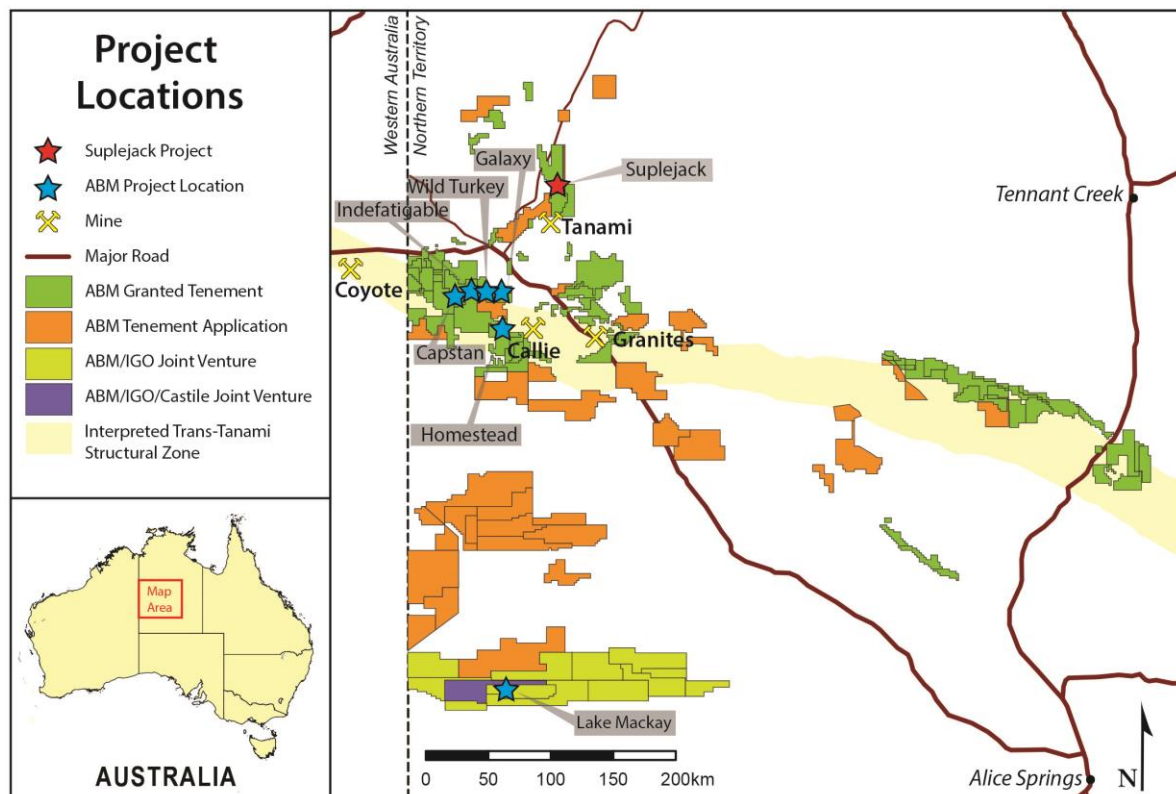 Project
Locations
Suplejack Project
ABM Project Location
Mine
Major Road
ABM Granted Tenement
ABM Tenement Application
ABM/IGO Joint Venture
ABM/IGO/Castile Joint Venture
Interpreted Trans-Tanami
Structural Zone
Map
Area
AUSTRALIA
Western Australia
Northern Territory
Galaxy
Suplejack
Wild Turkey
Indefatigable
Tennant Creek
Tanami
Coyote
Capstan
Callie
Granites
Homestead
Lake Mackay
0 50 100 150 200km
Alice Springs
N